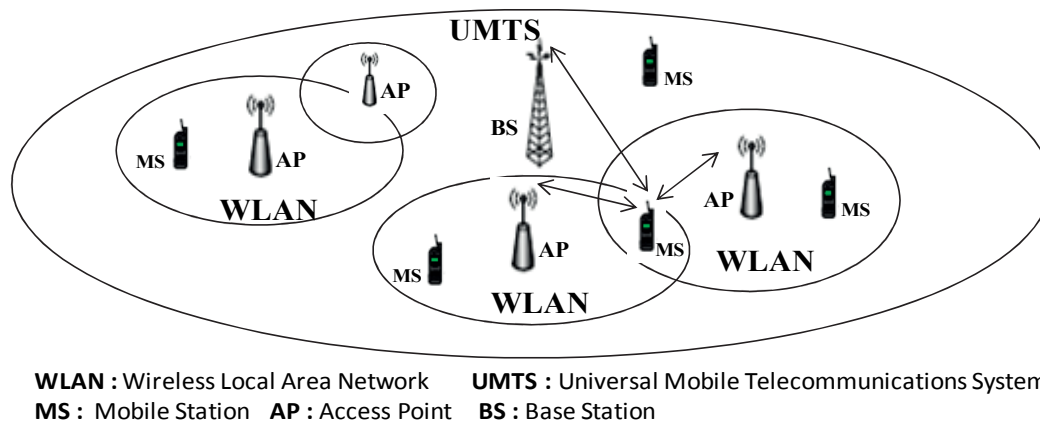 UMTS
AP
MS
BS
MS
AP
WLAN
AP
MS
WLAN
MS
AP
MS
WLAN
WLAN : Wireless Local Area Network UMTS : Universal Mobile Telecommunications System
MS : Mobile Station AP : Access Point BS : Base Station